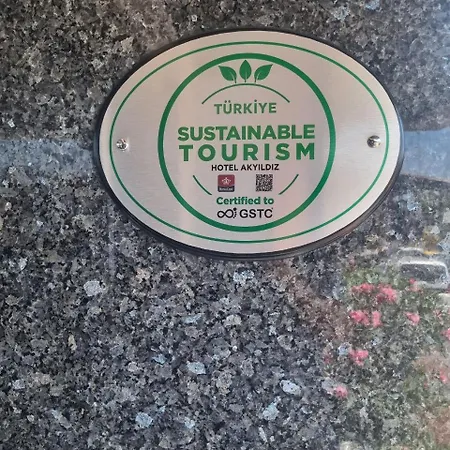 TÜRKİYE
SUSTAINABLE
TOURISM
HOTEL AKYILDIZ
Certified to
GSTC